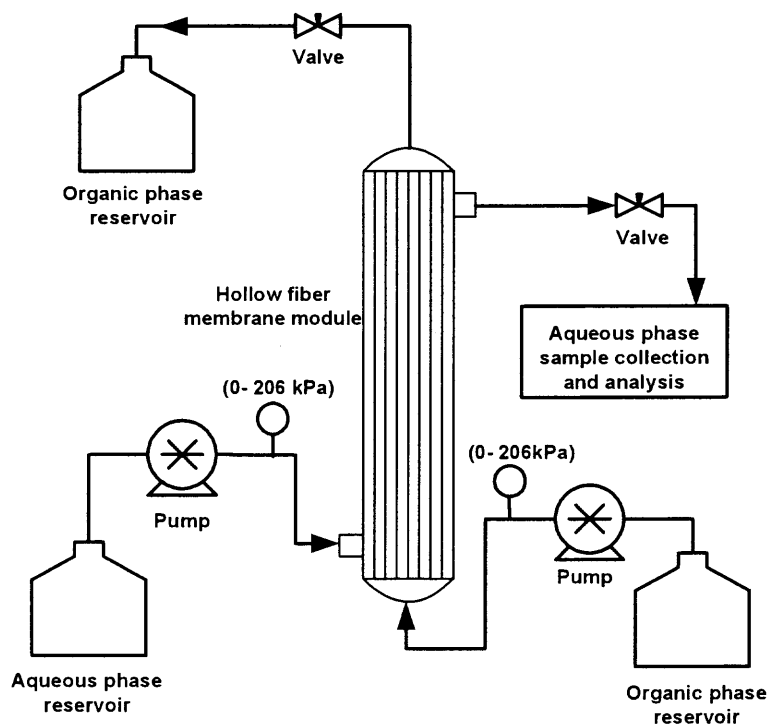 Valve
Organic phase
reservoir
Valve
Hollow fiber
membrane module
Aqueous phase
sample collection
and analysis
(0- 206 kPa)
(0- 206kPa)
Pump
Pump
Aqueous phase
reservoir
Organic phase
reservoir